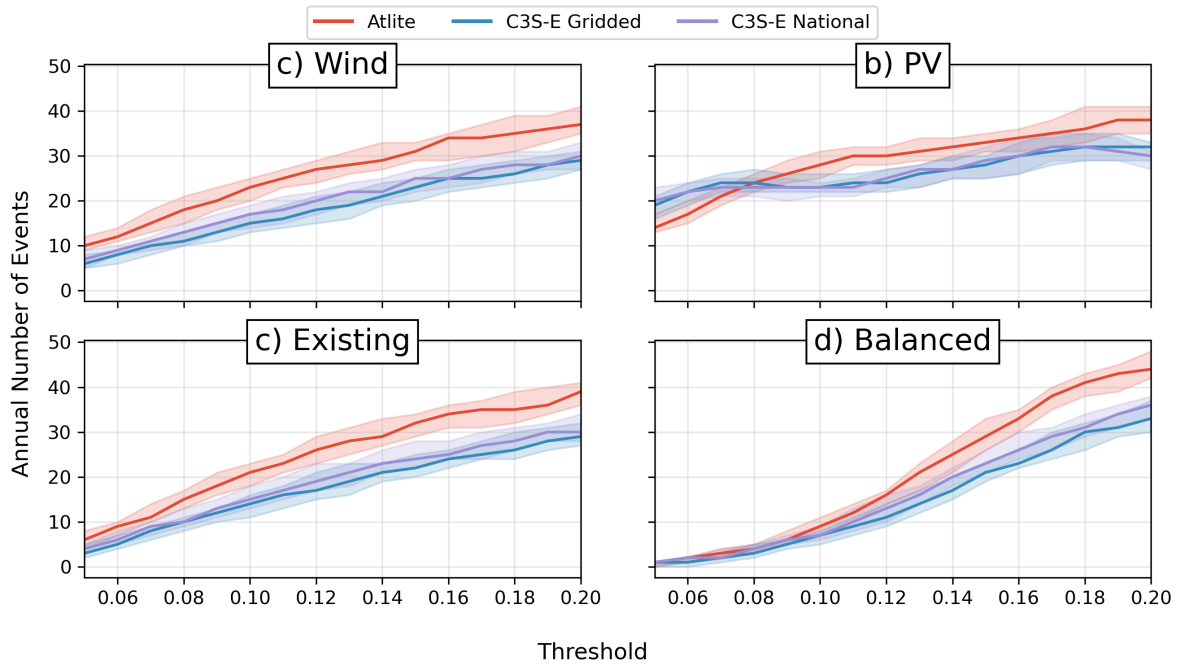 Atlite C3S-E Gridded C3S-E National
c) Wind
b) PV
50
40
30
20
10
0
c) Existing
d) Balanced
50
40
30
20
10
0
Annual Number of Events
0.06 0.08 0.10 0.12 0.14 0.16 0.18 0.20
0.06 0.08 0.10 0.12 0.14 0.16 0.18 0.20
Threshold